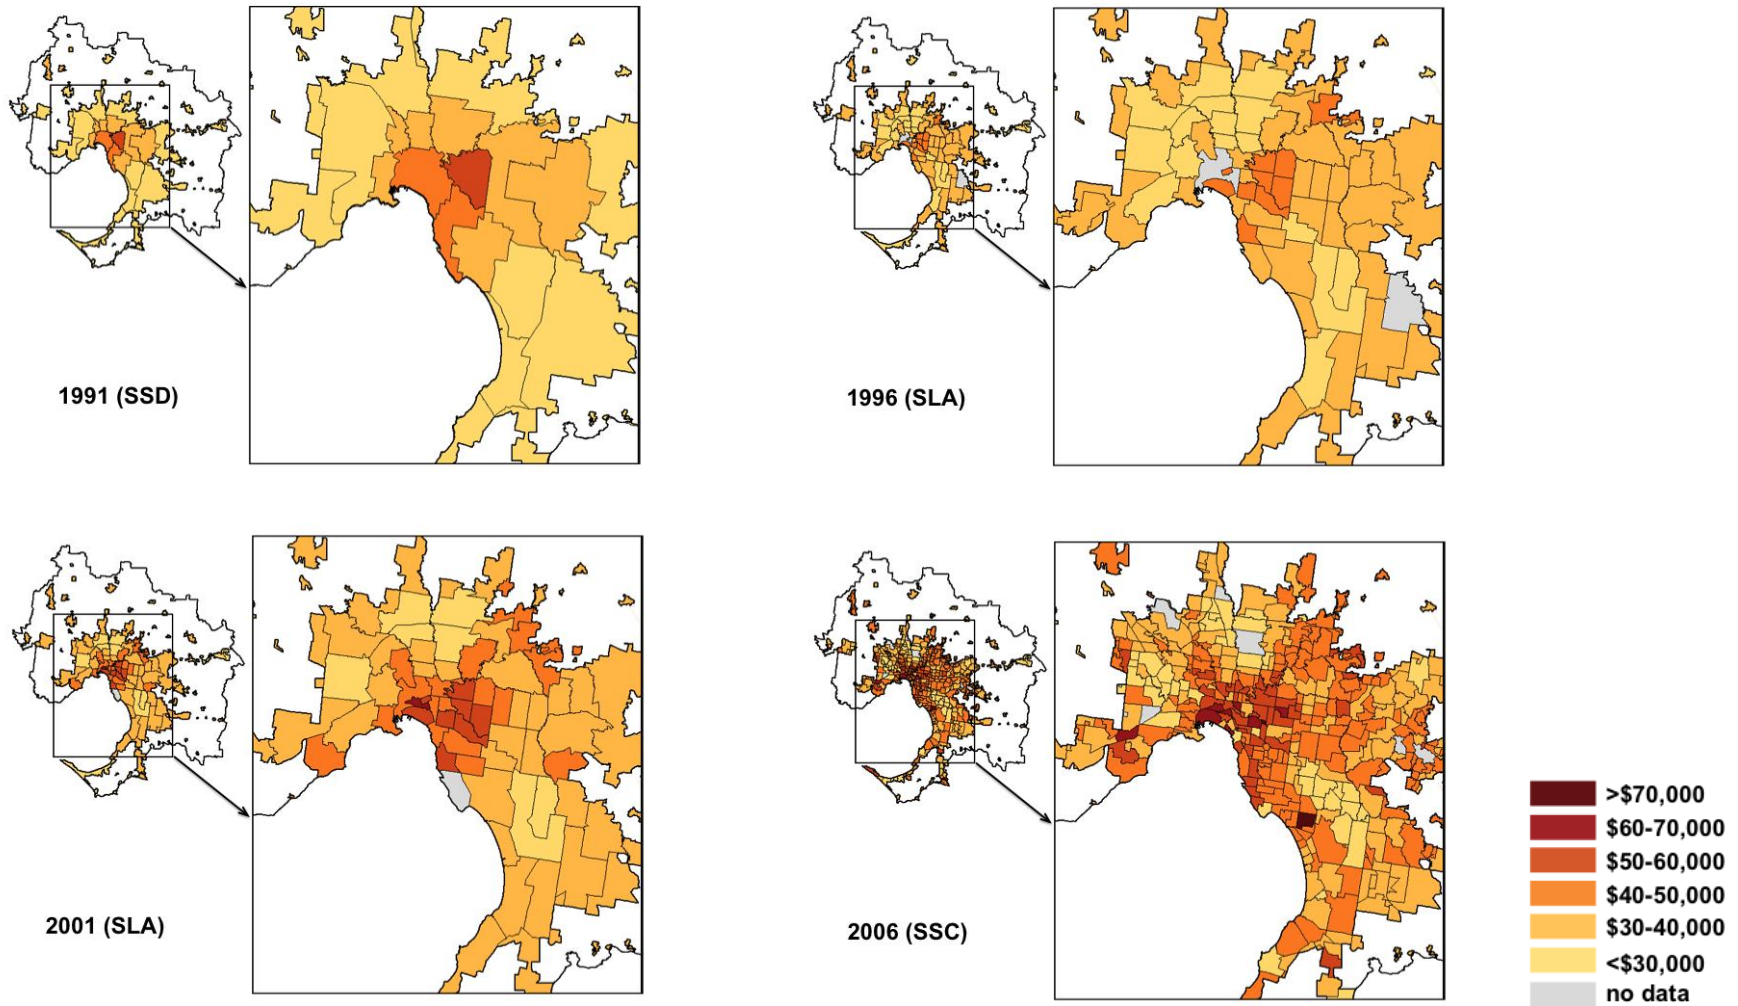 1991 (SSD)
1996 (SLA)
2001 (SLA)
2006 (SSC)
>$70,000
$60-70,000
$50-60,000
$40-50,000
$30-40,000
<$30,000
no data